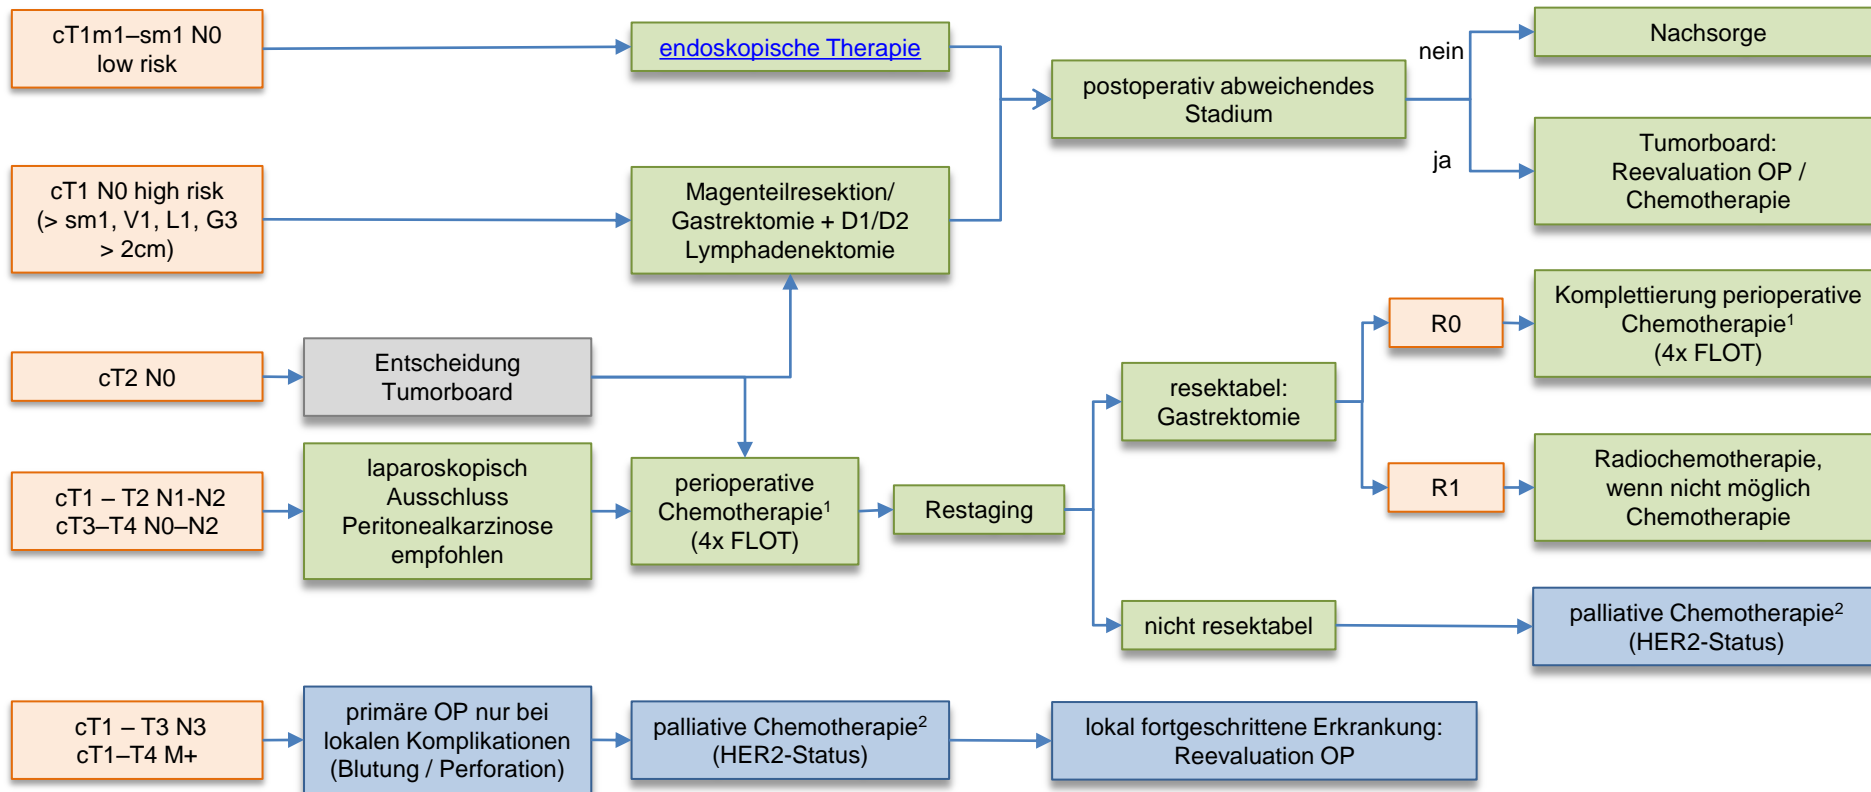 cT1m1–sm1 N0
low risk
endoskopische Therapie
postoperativ abweichendes
Stadium
nein
Nachsorge
ja
Tumorboard:
Reevaluation OP /
Chemotherapie
cT1 N0 high risk
(> sm1, V1, L1, G3
> 2cm)
Magenteilresektion/
Gastrektomie + D1/D2
Lymphadenektomie
cT2 N0
Entscheidung
Tumorboard
cT1 – T2 N1-N2
cT3–T4 N0–N2
laparoskopisch
Ausschluss
Peritonealkarzinose
empfohlen
perioperative
Chemotherapie¹
(4x FLOT)
Restaging
resektabel:
Gastrektomie
R0
Komplettierung perioperative
Chemotherapie¹
(4x FLOT)
R1
Radiochemotherapie,
wenn nicht möglich
Chemotherapie
nicht resektabel
palliative Chemotherapie²
(HER2-Status)
cT1 – T3 N3
cT1–T4 M+
primäre OP nur bei
lokalen Komplikationen
(Blutung / Perforation)
palliative Chemotherapie²
(HER2-Status)
lokal fortgeschrittene Erkrankung:
Reevaluation OP